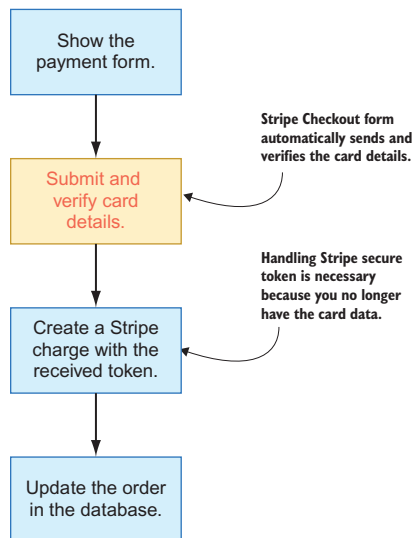 Show the
payment form.
Stripe Checkout form
automatically sends and
verifies the card details.
Submit and
verify card
details.
Handling Stripe secure
token is necessary
because you no longer
have the card data.
Create a Stripe
charge with the
received token.
Update the order
in the database.